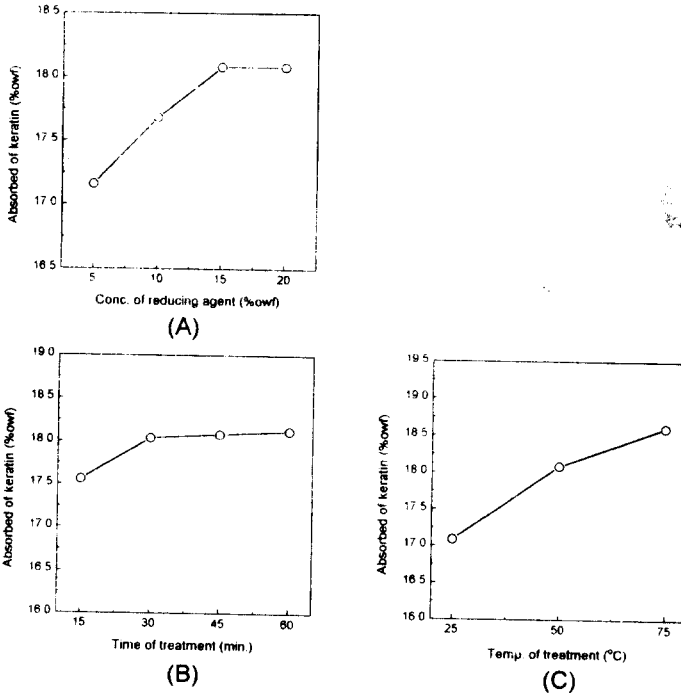 18.5
18.0
17 5
17.0
16 5
Absorbed of keratin (%owf)
5 10 15 20
Conc. of reducing agent (%owf)
(A)
19.0
18 5
18.0
17.5
17.0
16.5
16 0
Absorbed of keratin (%owf)
15 30 45 60
Time of treatment (min.)
(B)
19.5
19.0
18.5
18.0
17.5
17.0
16.5
16.0
Absorbed of keratin (%owf)
25 50 75
Temp. of treatment (°C)
(C)